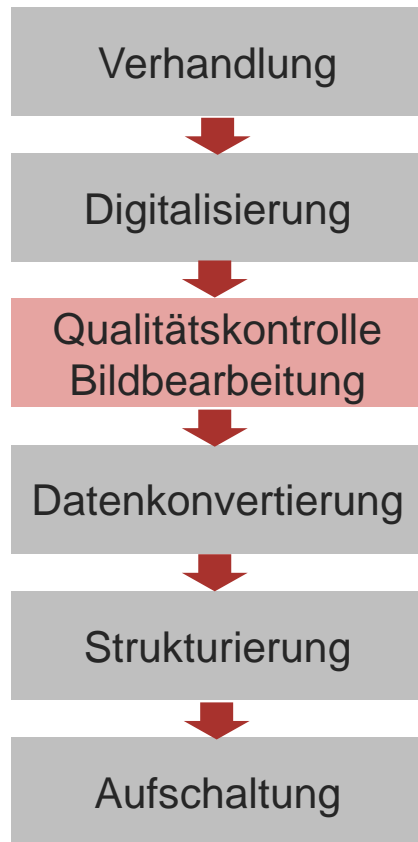 Verhandlung
Digitalisierung
Qualitätskontrolle
Bildbearbeitung
Datenkonvertierung
Strukturierung
Aufschaltung